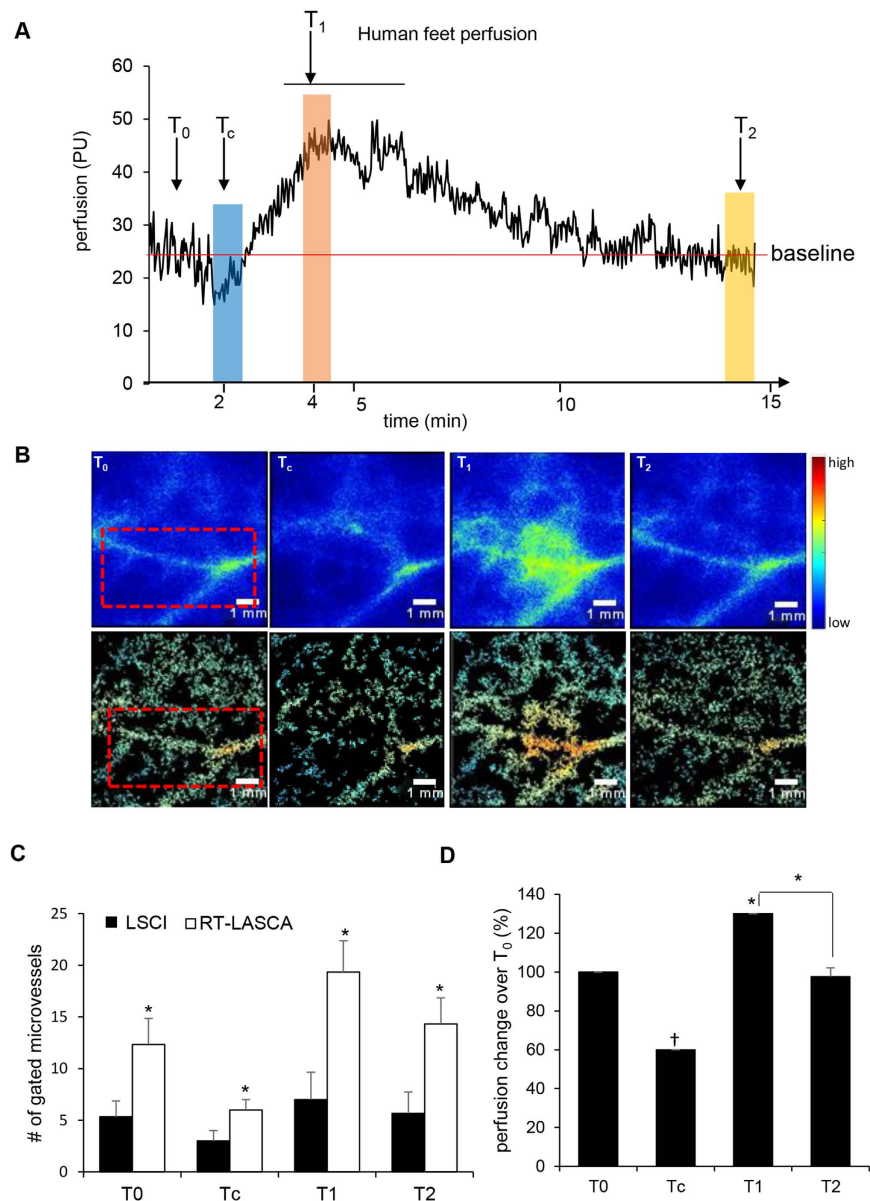 A
T1
Human feet perfusion
60
50
40
30
20
10
0
perfusion (PU)
T0
Tc
T2
baseline
2
4
5
10
15
time (min)
B
T0
Tc
T1
T2
high
low
1 mm
1 mm
1 mm
1 mm
1 mm
1 mm
1 mm
1 mm
C
# of gated microvessels
25
20
15
10
5
0
LSCI
RT-LASCA
*
*
*
*
T0
Tc
T1
T2
D
perfusion change over T0 (%)
140
120
100
80
60
40
20
0
†
*
*
T0
Tc
T1
T2